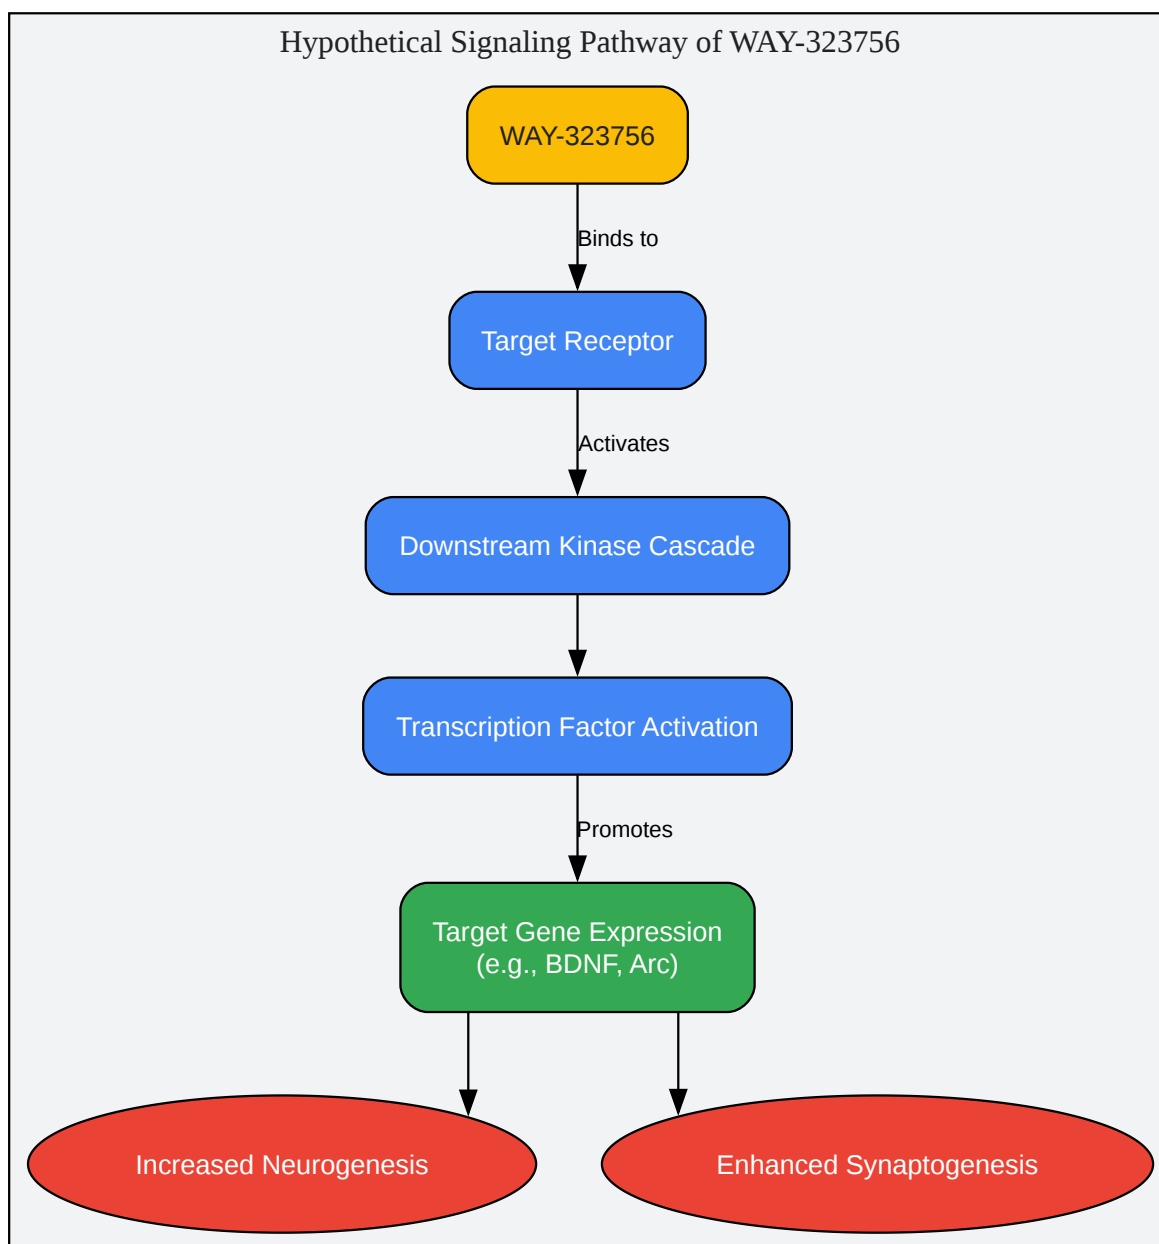 Hypothetical Signaling Pathway of WAY-323756
WAY-323756
Binds to
Target Receptor
Activates
Downstream Kinase Cascade
Transcription Factor Activation
Promotes
Target Gene Expression
(e.g., BDNF, Arc)
Increased Neurogenesis
Enhanced Synaptogenesis